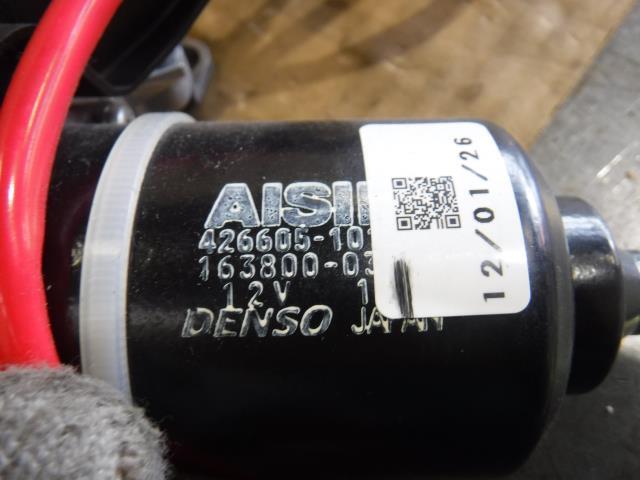 AISI
426605-10
163800-03
12V 1
DENSO JAPAN
12/01/26